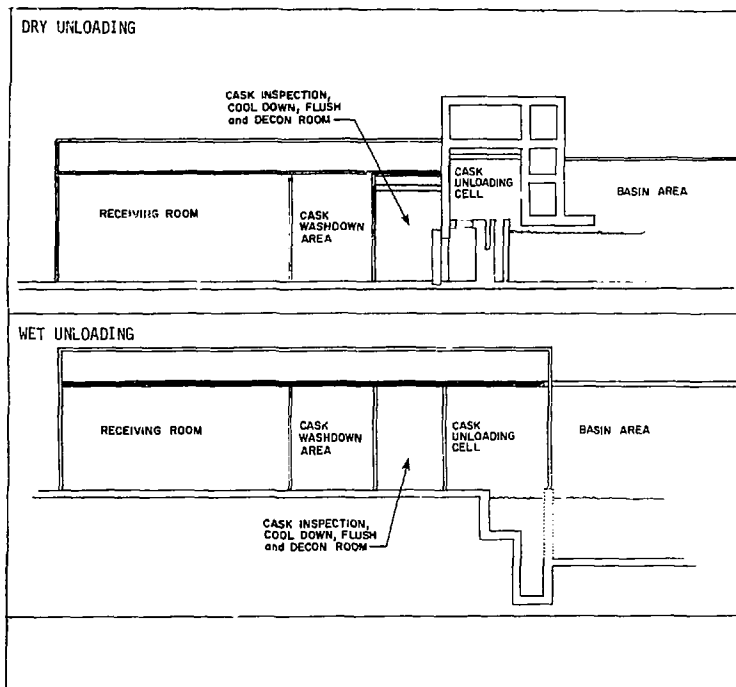 DRY UNLOADING
CASK INSPECTION,
COOL DOWN, FLUSH
and DECON ROOM
RECEIVING ROOM
CASK
WASHDOWN
AREA
CASK
UNLOADING
CELL
BASIN AREA
WET UNLOADING
RECEIVING ROOM
CASK
WASHDOWN
AREA
CASK
UNLOADING
CELL
BASIN AREA
CASK INSPECTION,
COOL DOWN, FLUSH
and DECON ROOM